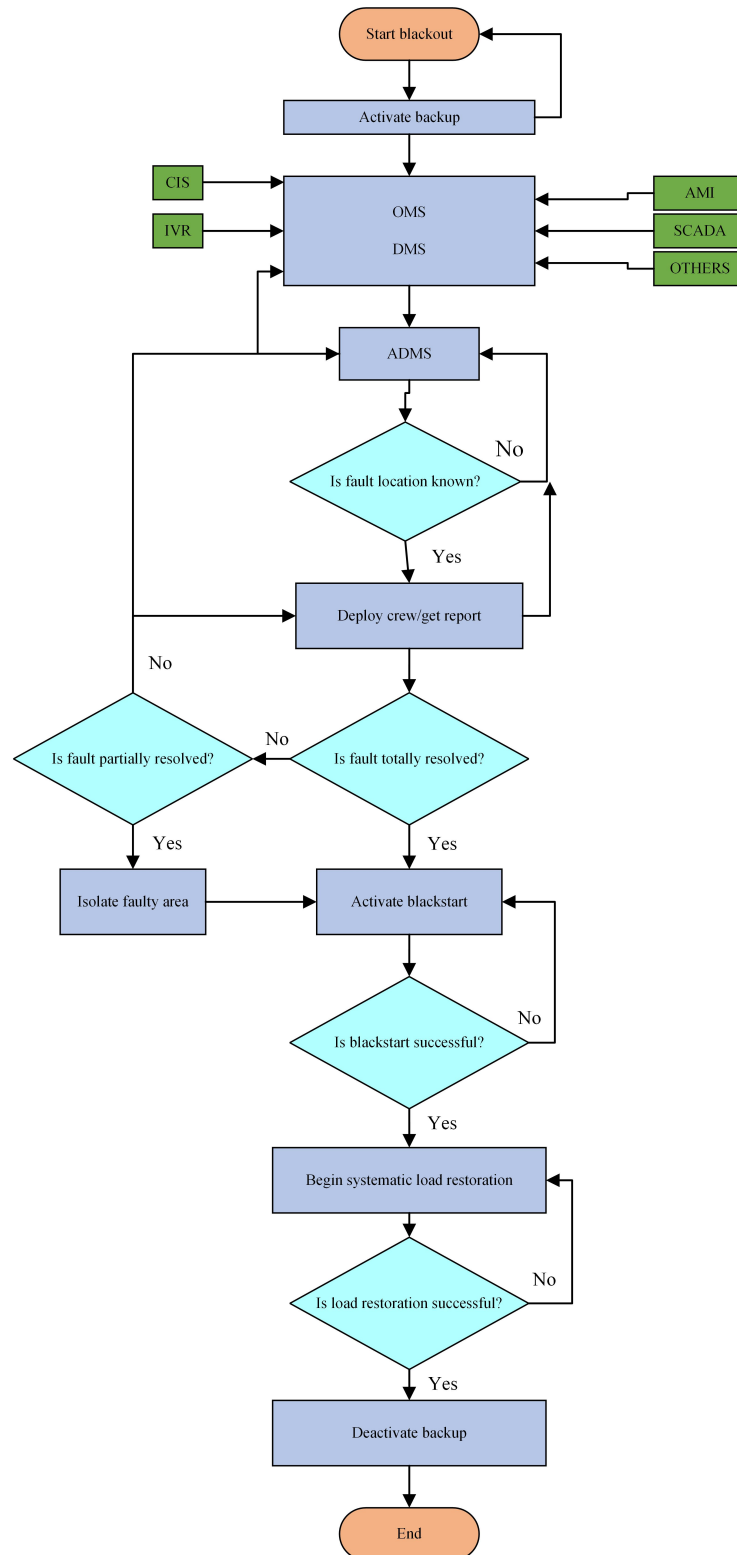 Start blackout
Activate backup
CIS
IVR
OMS
DMS
AMI
SCADA
OTHERS
ADMS
No
Is fault location known?
Yes
Deploy crew/get report
No
Is fault partially resolved?
No
Is fault totally resolved?
Yes
Yes
Isolate faulty area
Activate blackstart
Is blackstart successful?
No
Yes
Begin systematic load restoration
Is load restoration successful?
No
Yes
Deactivate backup
End